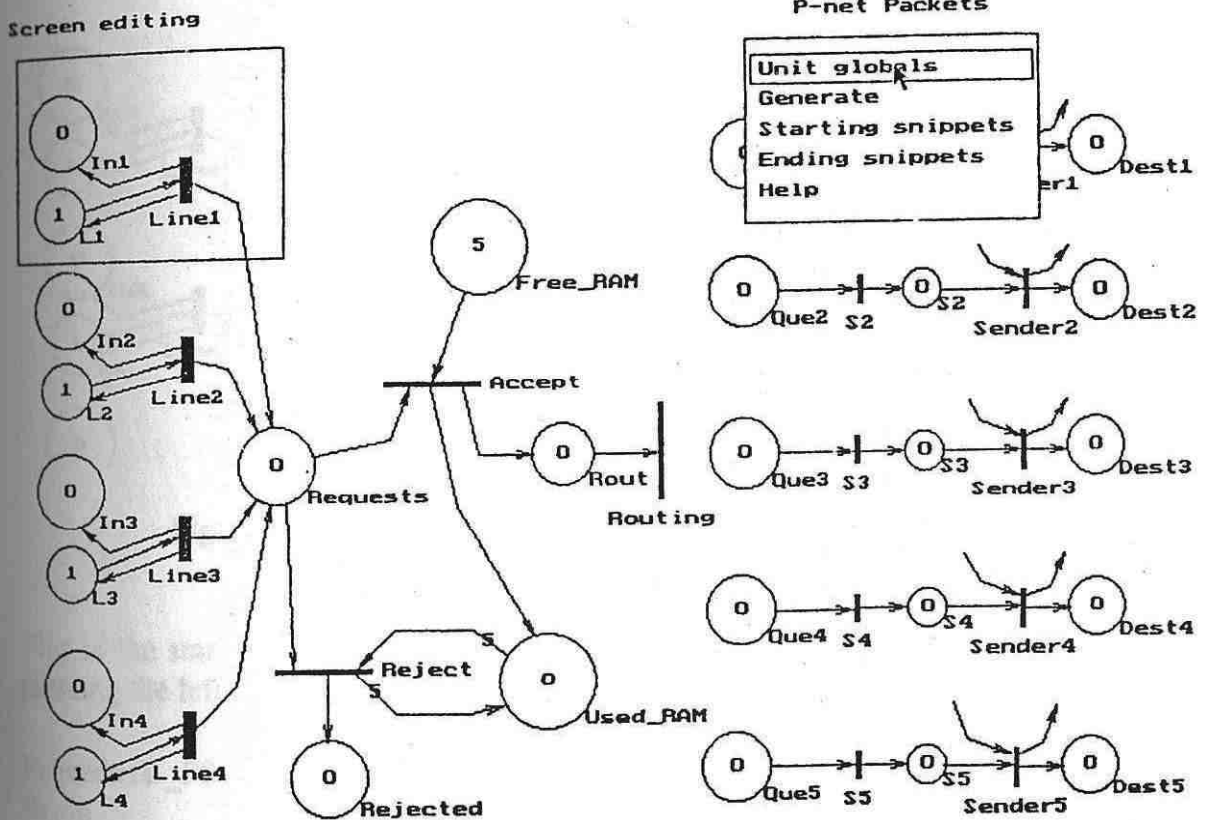 Screen editing
P-net Packets
Unit globals
Generate
Starting snippets
Ending snippets
Help
0
In1
1
L1
Line1
0
In2
1
L2
Line2
0
In3
1
L3
Line3
0
In4
1
L4
Line4
0
Requests
5
Free_RAM
Accept
0
Rout
Routing
Reject
5
5
0
Used_RAM
0
Rejected
er1
0
Dest1
0
Que2
S2
0
S2
Sender2
0
Dest2
0
Que3
S3
0
S3
Sender3
0
Dest3
0
Que4
S4
0
S4
Sender4
0
Dest4
0
Que5
S5
0
S5
Sender5
0
Dest5